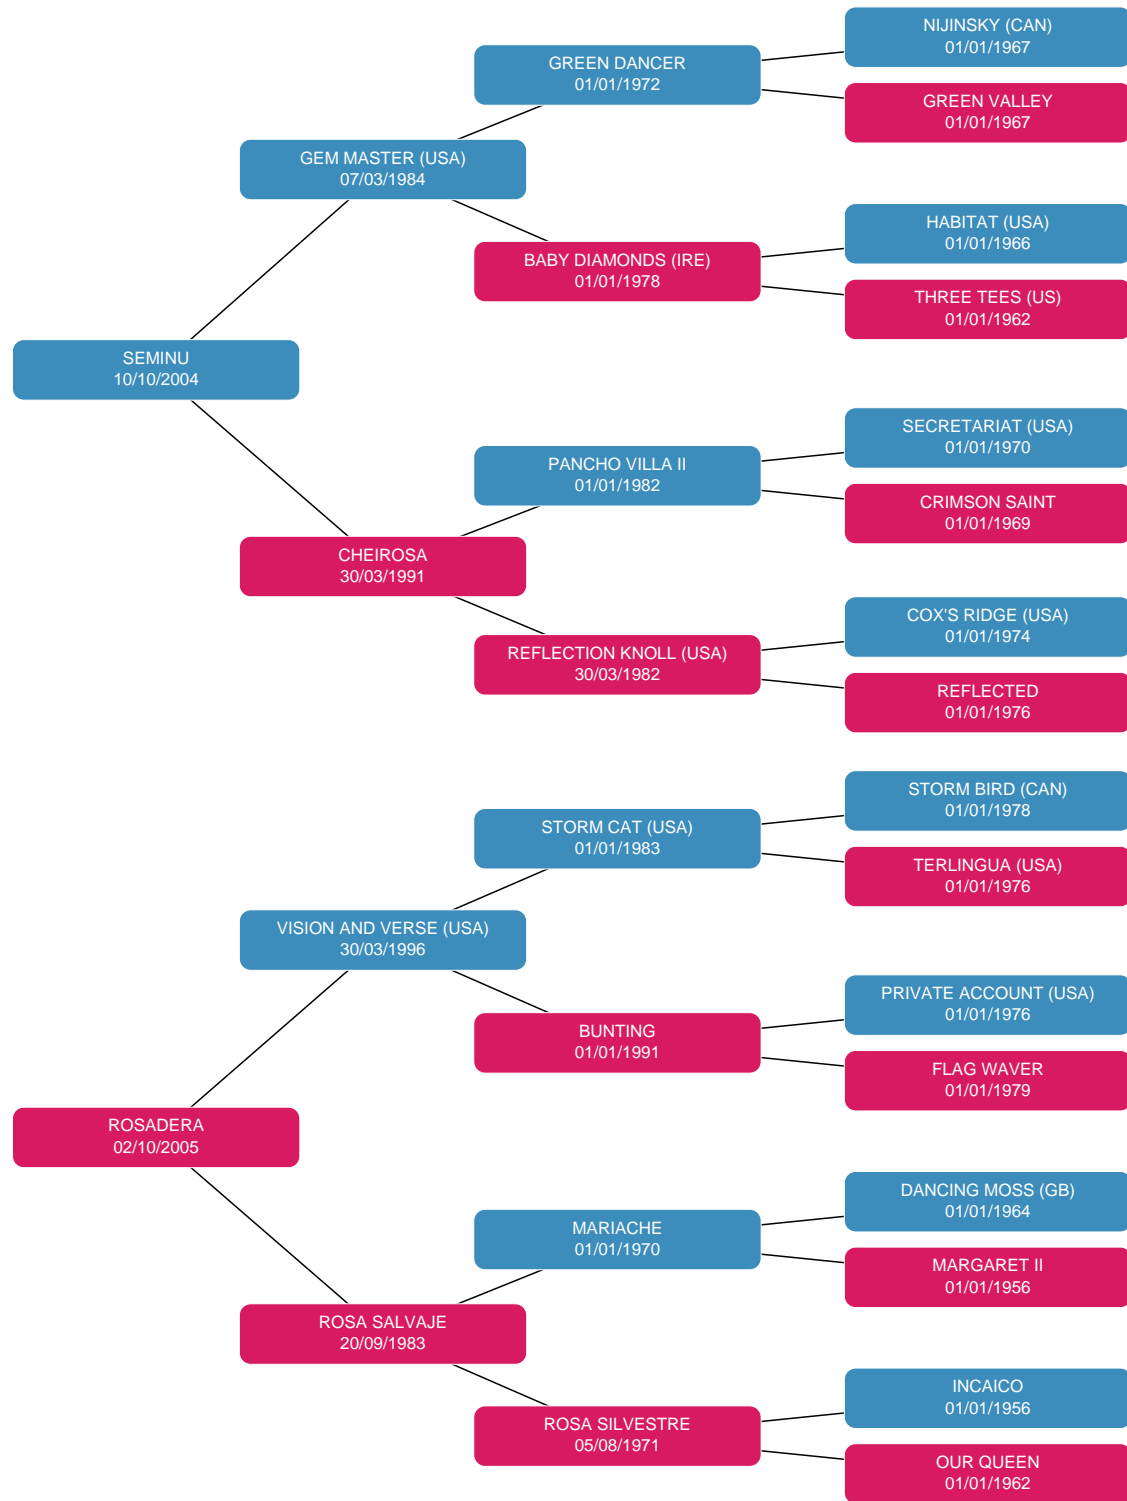 NIJINSKY (CAN)
01/01/1967
GREEN DANCER
01/01/1972
GREEN VALLEY
01/01/1967
GEM MASTER (USA)
07/03/1984
HABITAT (USA)
01/01/1966
BABY DIAMONDS (IRE)
01/01/1978
THREE TEES (US)
01/01/1962
SEMINU
10/10/2004
SECRETARIAT (USA)
01/01/1970
PANCHO VILLA II
01/01/1982
CRIMSON SAINT
01/01/1969
CHEIROSA
30/03/1991
COX'S RIDGE (USA)
01/01/1974
REFLECTION KNOLL (USA)
30/03/1982
REFLECTED
01/01/1976
STORM BIRD (CAN)
01/01/1978
STORM CAT (USA)
01/01/1983
TERLINGUA (USA)
01/01/1976
VISION AND VERSE (USA)
30/03/1996
PRIVATE ACCOUNT (USA)
01/01/1976
BUNTING
01/01/1991
FLAG WAVER
01/01/1979
ROSADERA
02/10/2005
DANCING MOSS (GB)
01/01/1964
MARIACHE
01/01/1970
MARGARET II
01/01/1956
ROSA SALVAJE
20/09/1983
INCAICO
01/01/1956
ROSA SILVESTRE
05/08/1971
OUR QUEEN
01/01/1962